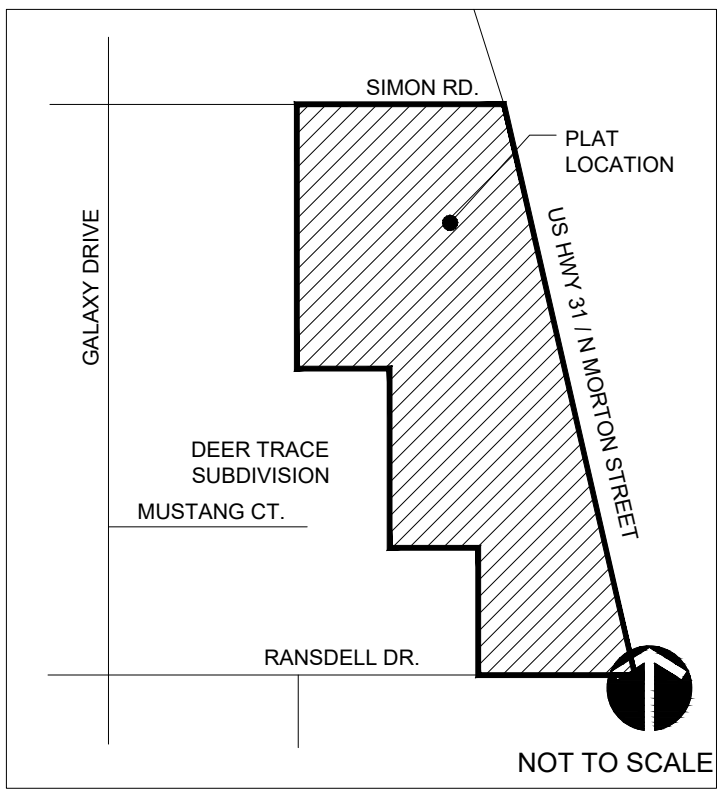 SIMON RD.
PLAT
LOCATION
GALAXY DRIVE
US HWY 31 / N MORTON STREET
DEER TRACE
SUBDIVISION
MUSTANG CT.
RANSDELL DR.
NOT TO SCALE